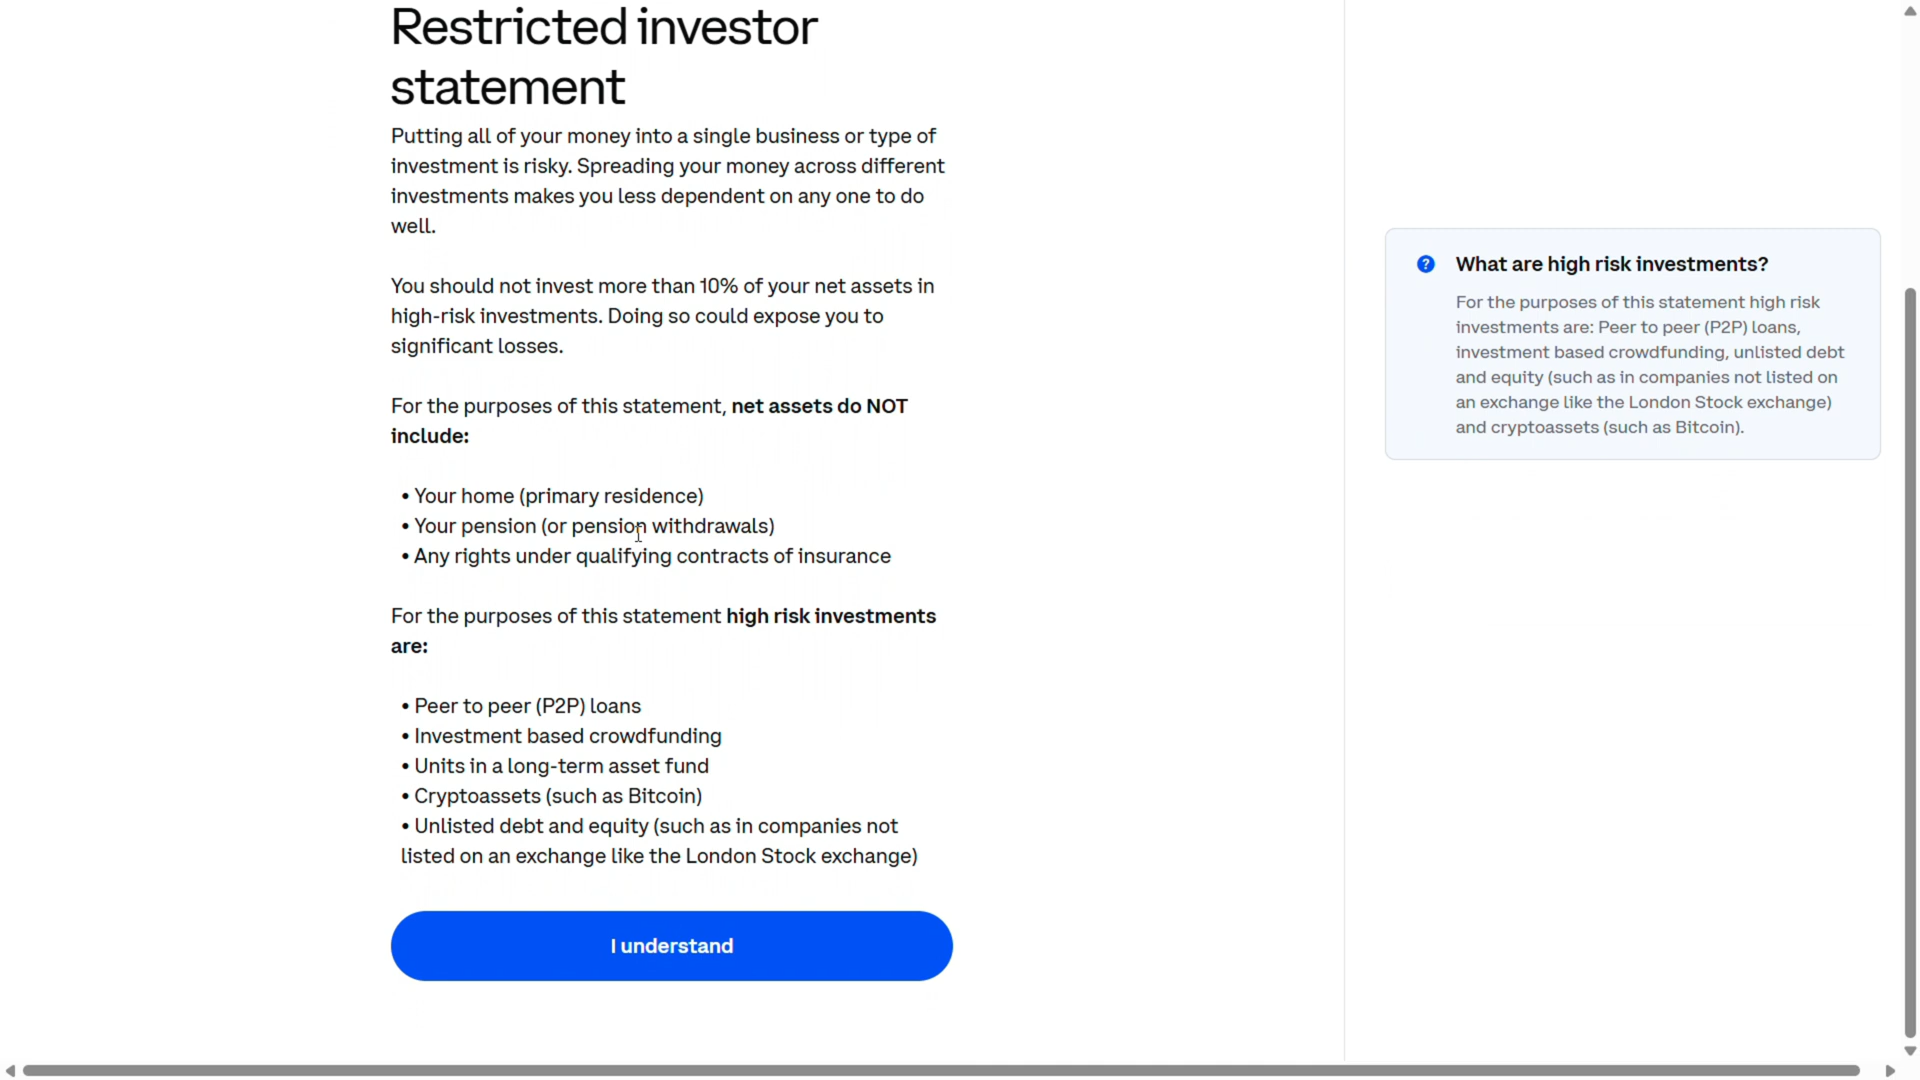 Restricted investor
statement
Putting all of your money into a single business or type of
investment is risky. Spreading your money across different
investments makes you less dependent on any one to do
well.
You should not invest more than 10% of your net assets in
high-risk investments. Doing so could expose you to
significant losses.
For the purposes of this statement, net assets do NOT
include:
• Your home (primary residence)
• Your pension (or pension withdrawals)
• Any rights under qualifying contracts of insurance
For the purposes of this statement high risk investments
are:
• Peer to peer (P2P) loans
• Investment based crowdfunding
• Units in a long-term asset fund
• Cryptoassets (such as Bitcoin)
• Unlisted debt and equity (such as in companies not
listed on an exchange like the London Stock exchange)
I understand
What are high risk investments?
For the purposes of this statement high risk
investments are: Peer to peer (P2P) loans,
investment based crowdfunding, unlisted debt
and equity (such as in companies not listed on
an exchange like the London Stock exchange)
and cryptoassets (such as Bitcoin).